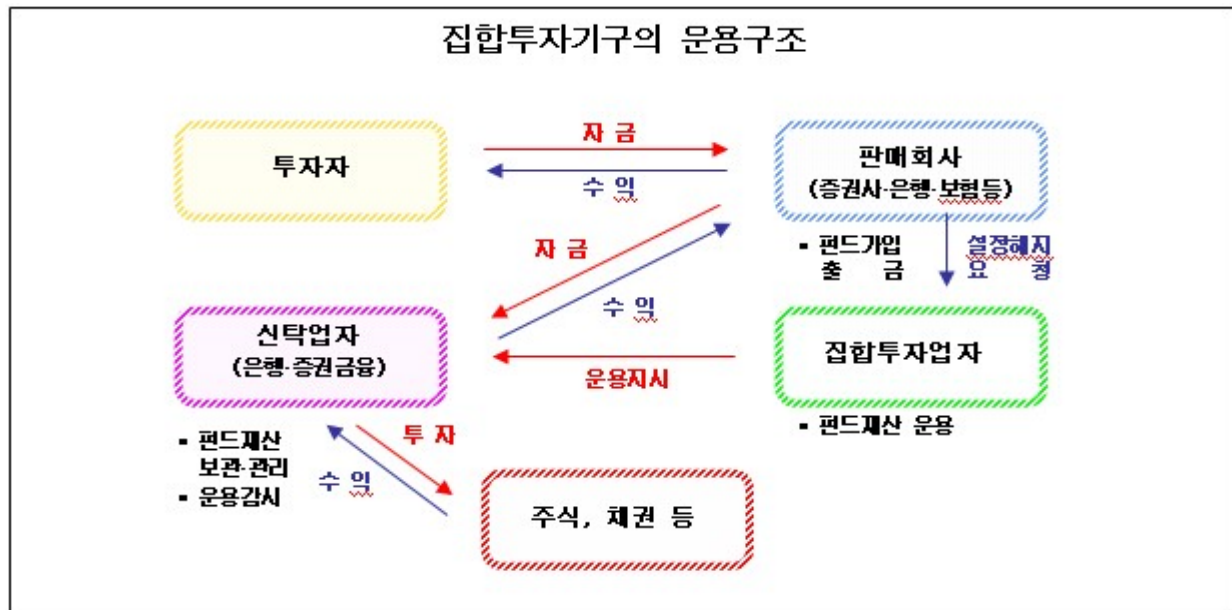 집합투자기구의 운용구조
투자자
자 금
수 익
판매회사
(증권사·은행·보험등)
▪ 펀드가입
출 금
설정해지
요 청
자 금
수 익
신탁업자
(은행·증권금융)
운용지시
집합투자업자
▪ 펀드재산 운용
▪ 펀드재산
보관·관리
▪ 운용감시
투 자
수 익
주식, 채권 등